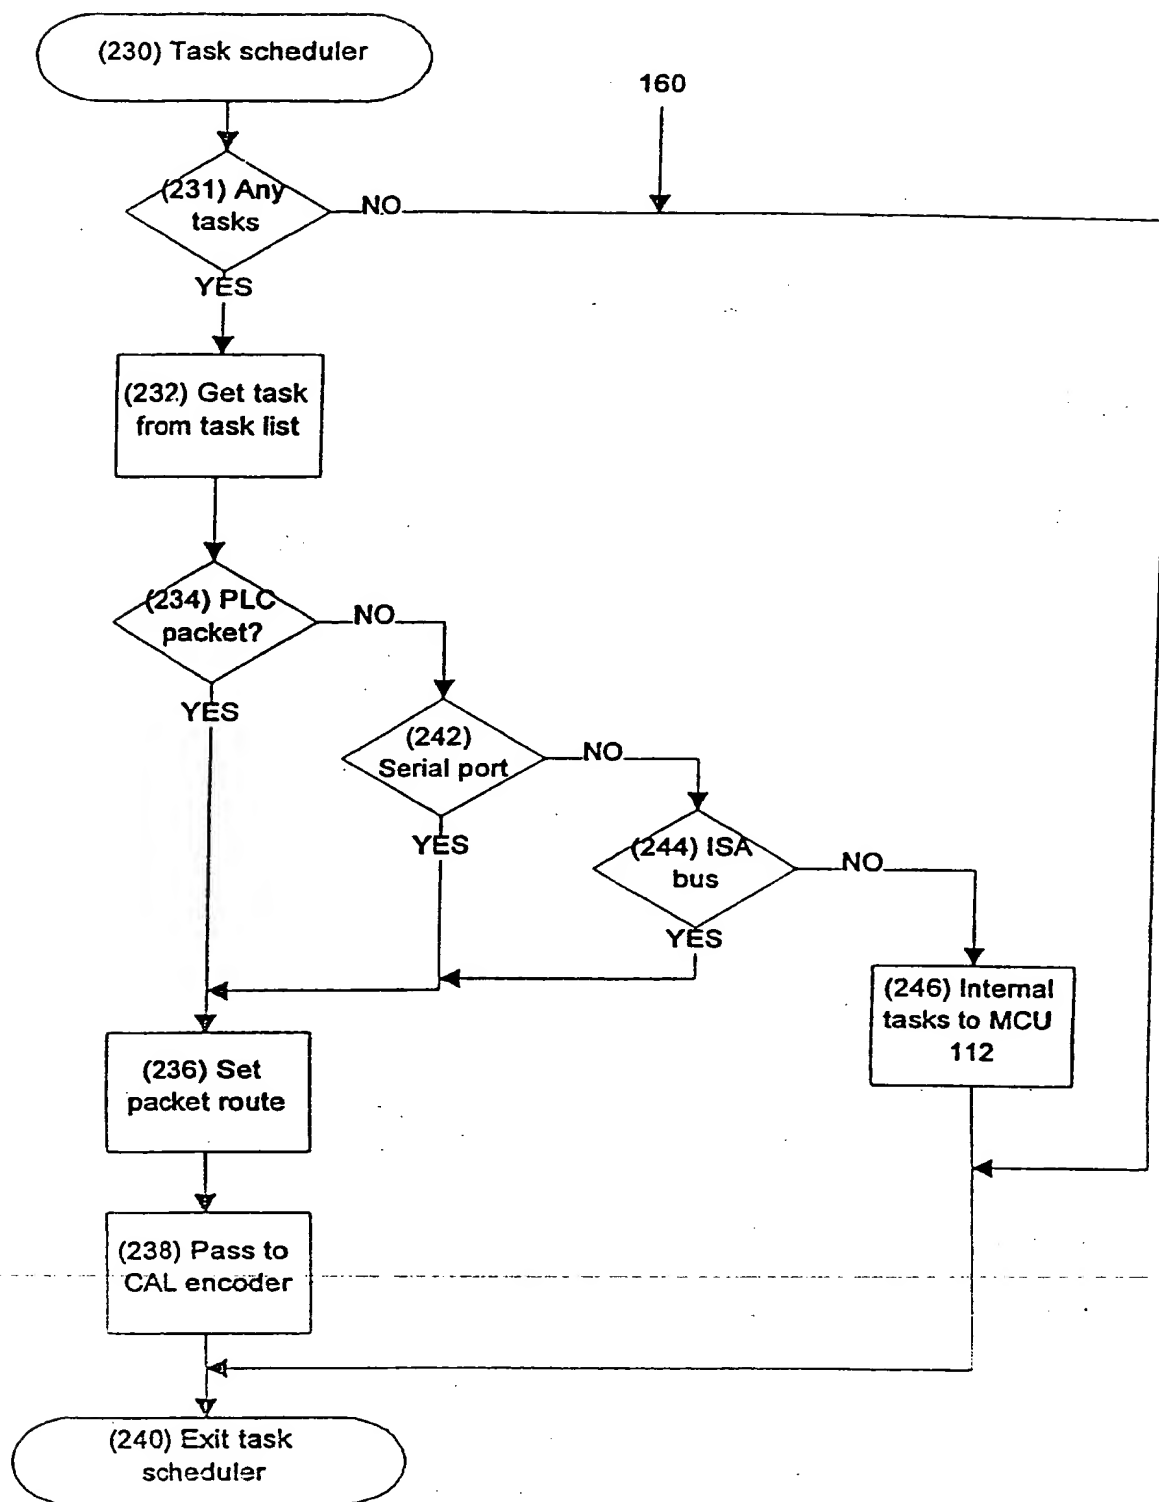 (230) Task scheduler
160
(231) Any
tasks
NO
YES
(232) Get task
from task list
(234) PLC
packet?
NO
YES
(242)
Serial port
NO
YES
(244) ISA
bus
NO
YES
(246) Internal
tasks to MCU
112
(236) Set
packet route
(238) Pass to
CAL encoder
(240) Exit task
scheduler